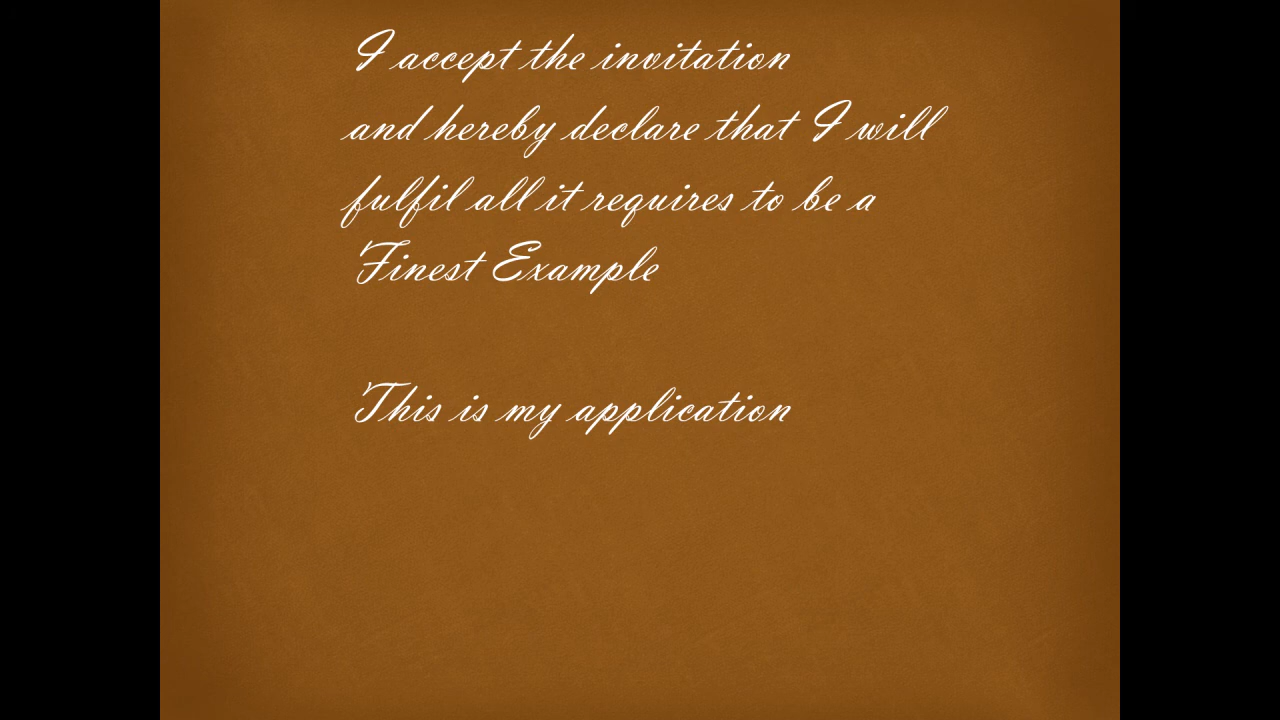 I accept the invitation
and hereby declare that I will
fulfil all it requires to be a
Finest Example
This is my application